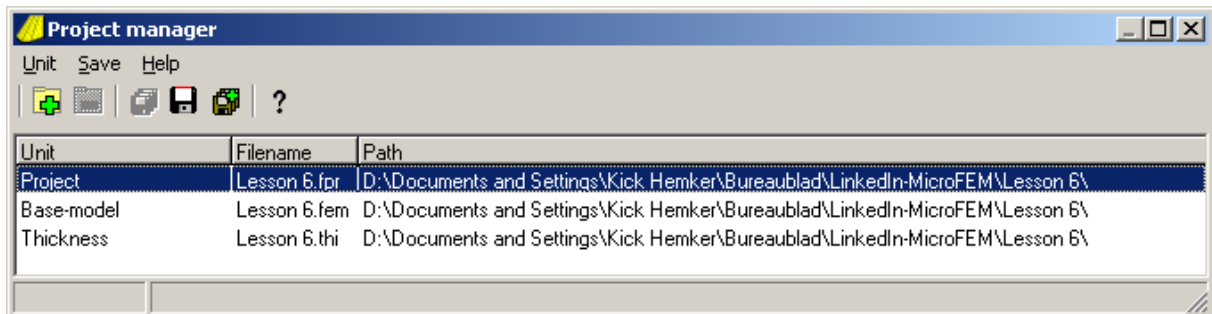 Project manager
Unit Save Help
?
Unit Filename Path
Project Lesson 6.fpr D:\Documents and Settings\Kick Hemker\Bureaublad\LinkedIn-MicroFEM\Lesson 6\
Base-model Lesson 6.fem D:\Documents and Settings\Kick Hemker\Bureaublad\LinkedIn-MicroFEM\Lesson 6\
Thickness Lesson 6.thi D:\Documents and Settings\Kick Hemker\Bureaublad\LinkedIn-MicroFEM\Lesson 6\